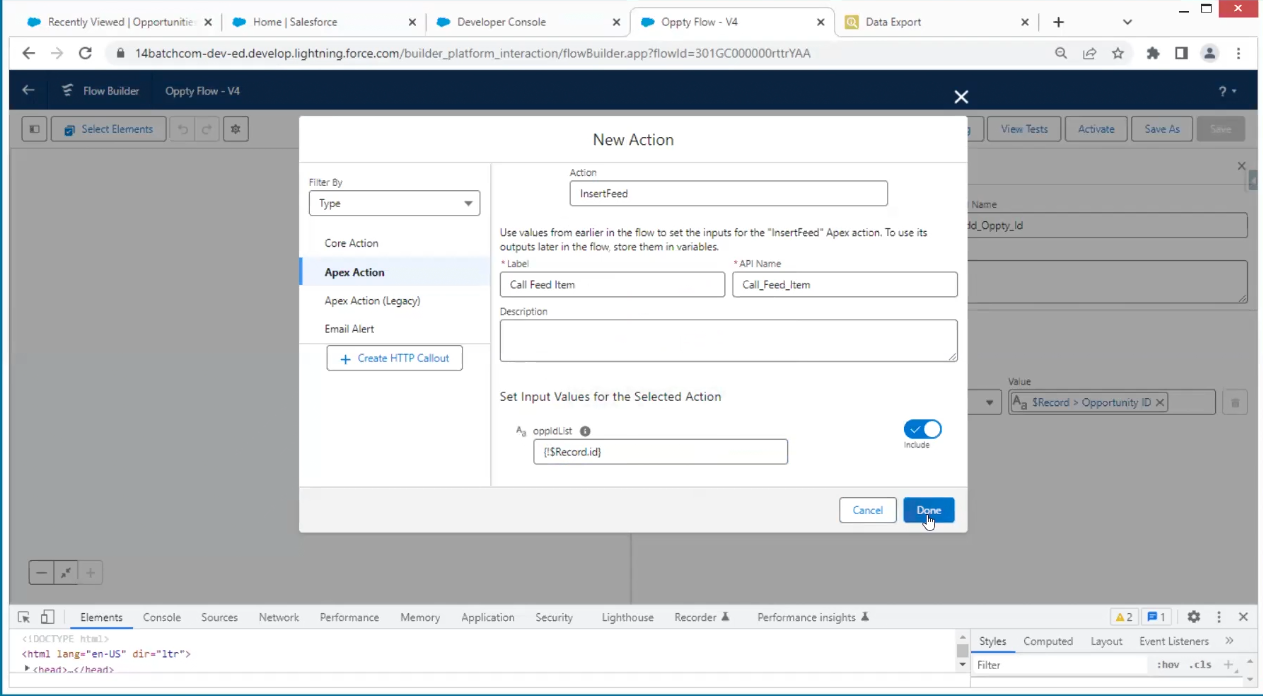 Recently Viewed | Opportunities
Home | Salesforce
Developer Console
Oppty Flow - V4
Data Export
14batchcom-dev-ed.develop.lightning.force.com/builder_platform_interaction/flowBuilder.app?flowId=301GC000000rttrYAA
Flow Builder
Oppty Flow - V4
?
Select Elements
View Tests
Activate
Save As
Save
New Action
Filter By
Type
Core Action
Apex Action
Apex Action (Legacy)
Email Alert
Create HTTP Callout
Action
InsertFeed
Use values from earlier in the flow to set the inputs for the "InsertFeed" Apex action. To use its
outputs later in the flow, store them in variables.
* Label
* API Name
Call Feed Item
Call_Feed_Item
Description
Set Input Values for the Selected Action
Aa oppIdList
{!$Record.id}
Include
Cancel
Done
Name
dd_Oppty_Id
Value
Aa $Record > Opportunity ID
Elements
Console
Sources
Network
Performance
Memory
Application
Security
Lighthouse
Recorder
Performance insights
2
1
<!DOCTYPE html>
<html lang="en-US" dir="ltr">
<head>…</head>
Styles
Computed
Layout
Event Listeners
Filter
:hov
.cls